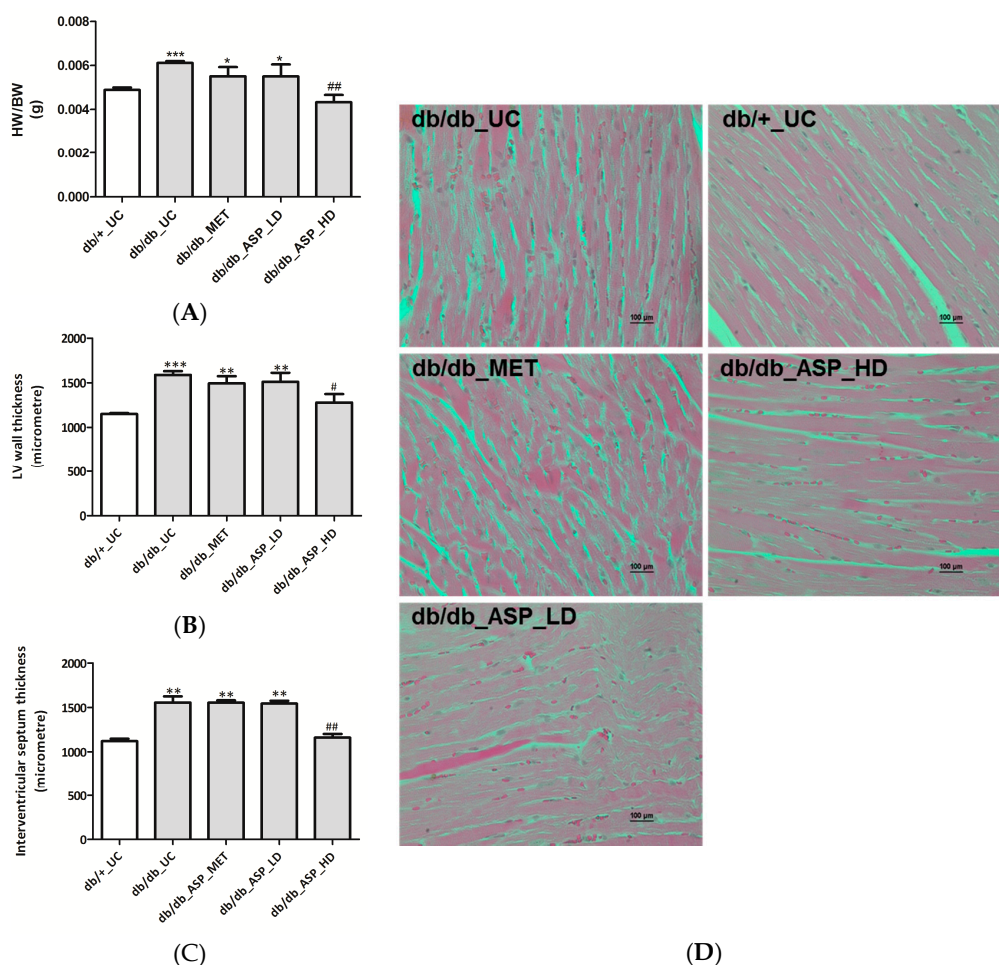 0.008
0.006
0.004
0.002
0.000
HW/BW
(g)
***
*
*
##
db/+_UC
db/db_UC
db/db_MET
db/db_ASP_LD
db/db_ASP_HD
(A)
2000
1500
1000
500
0
LV wall thickness
(micrometre)
***
**
**
#
db/+_UC
db/db_UC
db/db_MET
db/db_ASP_LD
db/db_ASP_HD
(B)
2000
1500
1000
500
0
Interventricular septum thickness
(micrometre)
**
**
**
##
db/+_UC
db/db_UC
db/db_ASP_MET
db/db_ASP_LD
db/db_ASP_HD
(C)
db/db_UC
100 µm
db/+_UC
100 µm
db/db_MET
100 µm
db/db_ASP_HD
100 µm
db/db_ASP_LD
100 µm
(D)